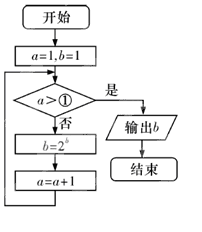 开始
a=1,b=1
a>①
是
否
输出b
b=2^b
结束
a=a+1